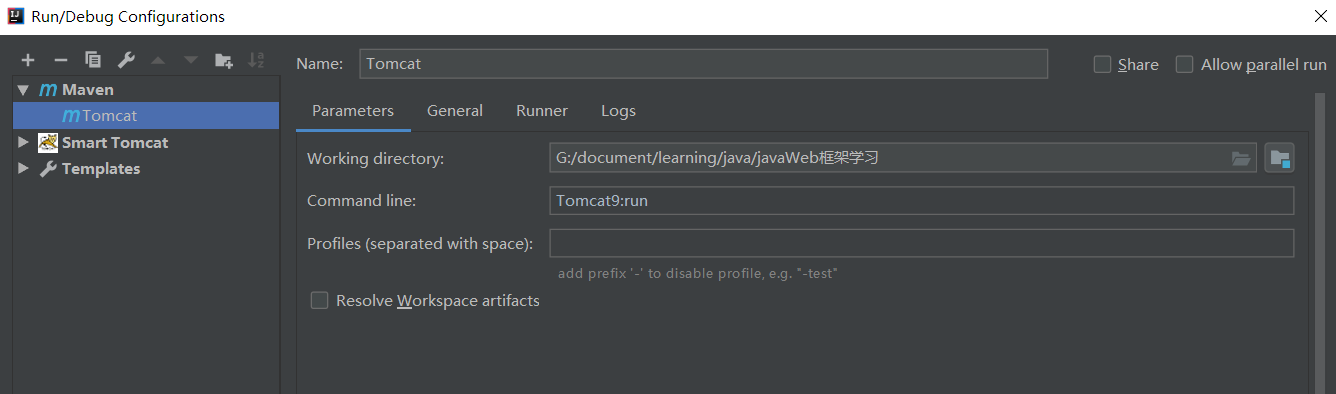 Run/Debug Configurations
Name: Tomcat
Share
Allow parallel run
Maven
Tomcat
Smart Tomcat
Templates
Parameters
General
Runner
Logs
Working directory: G:/document/learning/java/javaWeb框架学习
Command line: Tomcat9:run
Profiles (separated with space):
add prefix '-' to disable profile, e.g. "-test"
Resolve Workspace artifacts